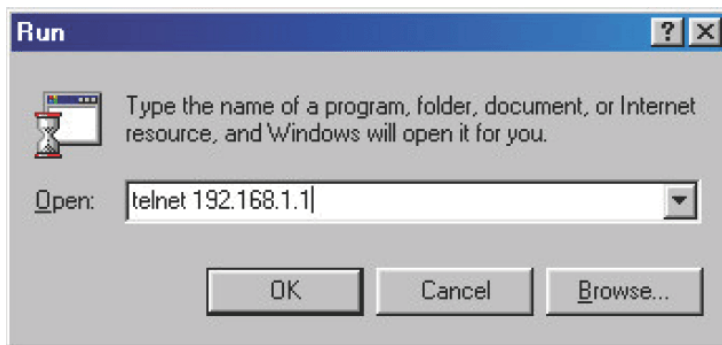 Run
Type the name of a program, folder, document, or Internet
resource, and Windows will open it for you.
Open: telnet 192.168.1.1
OK Cancel Browse...